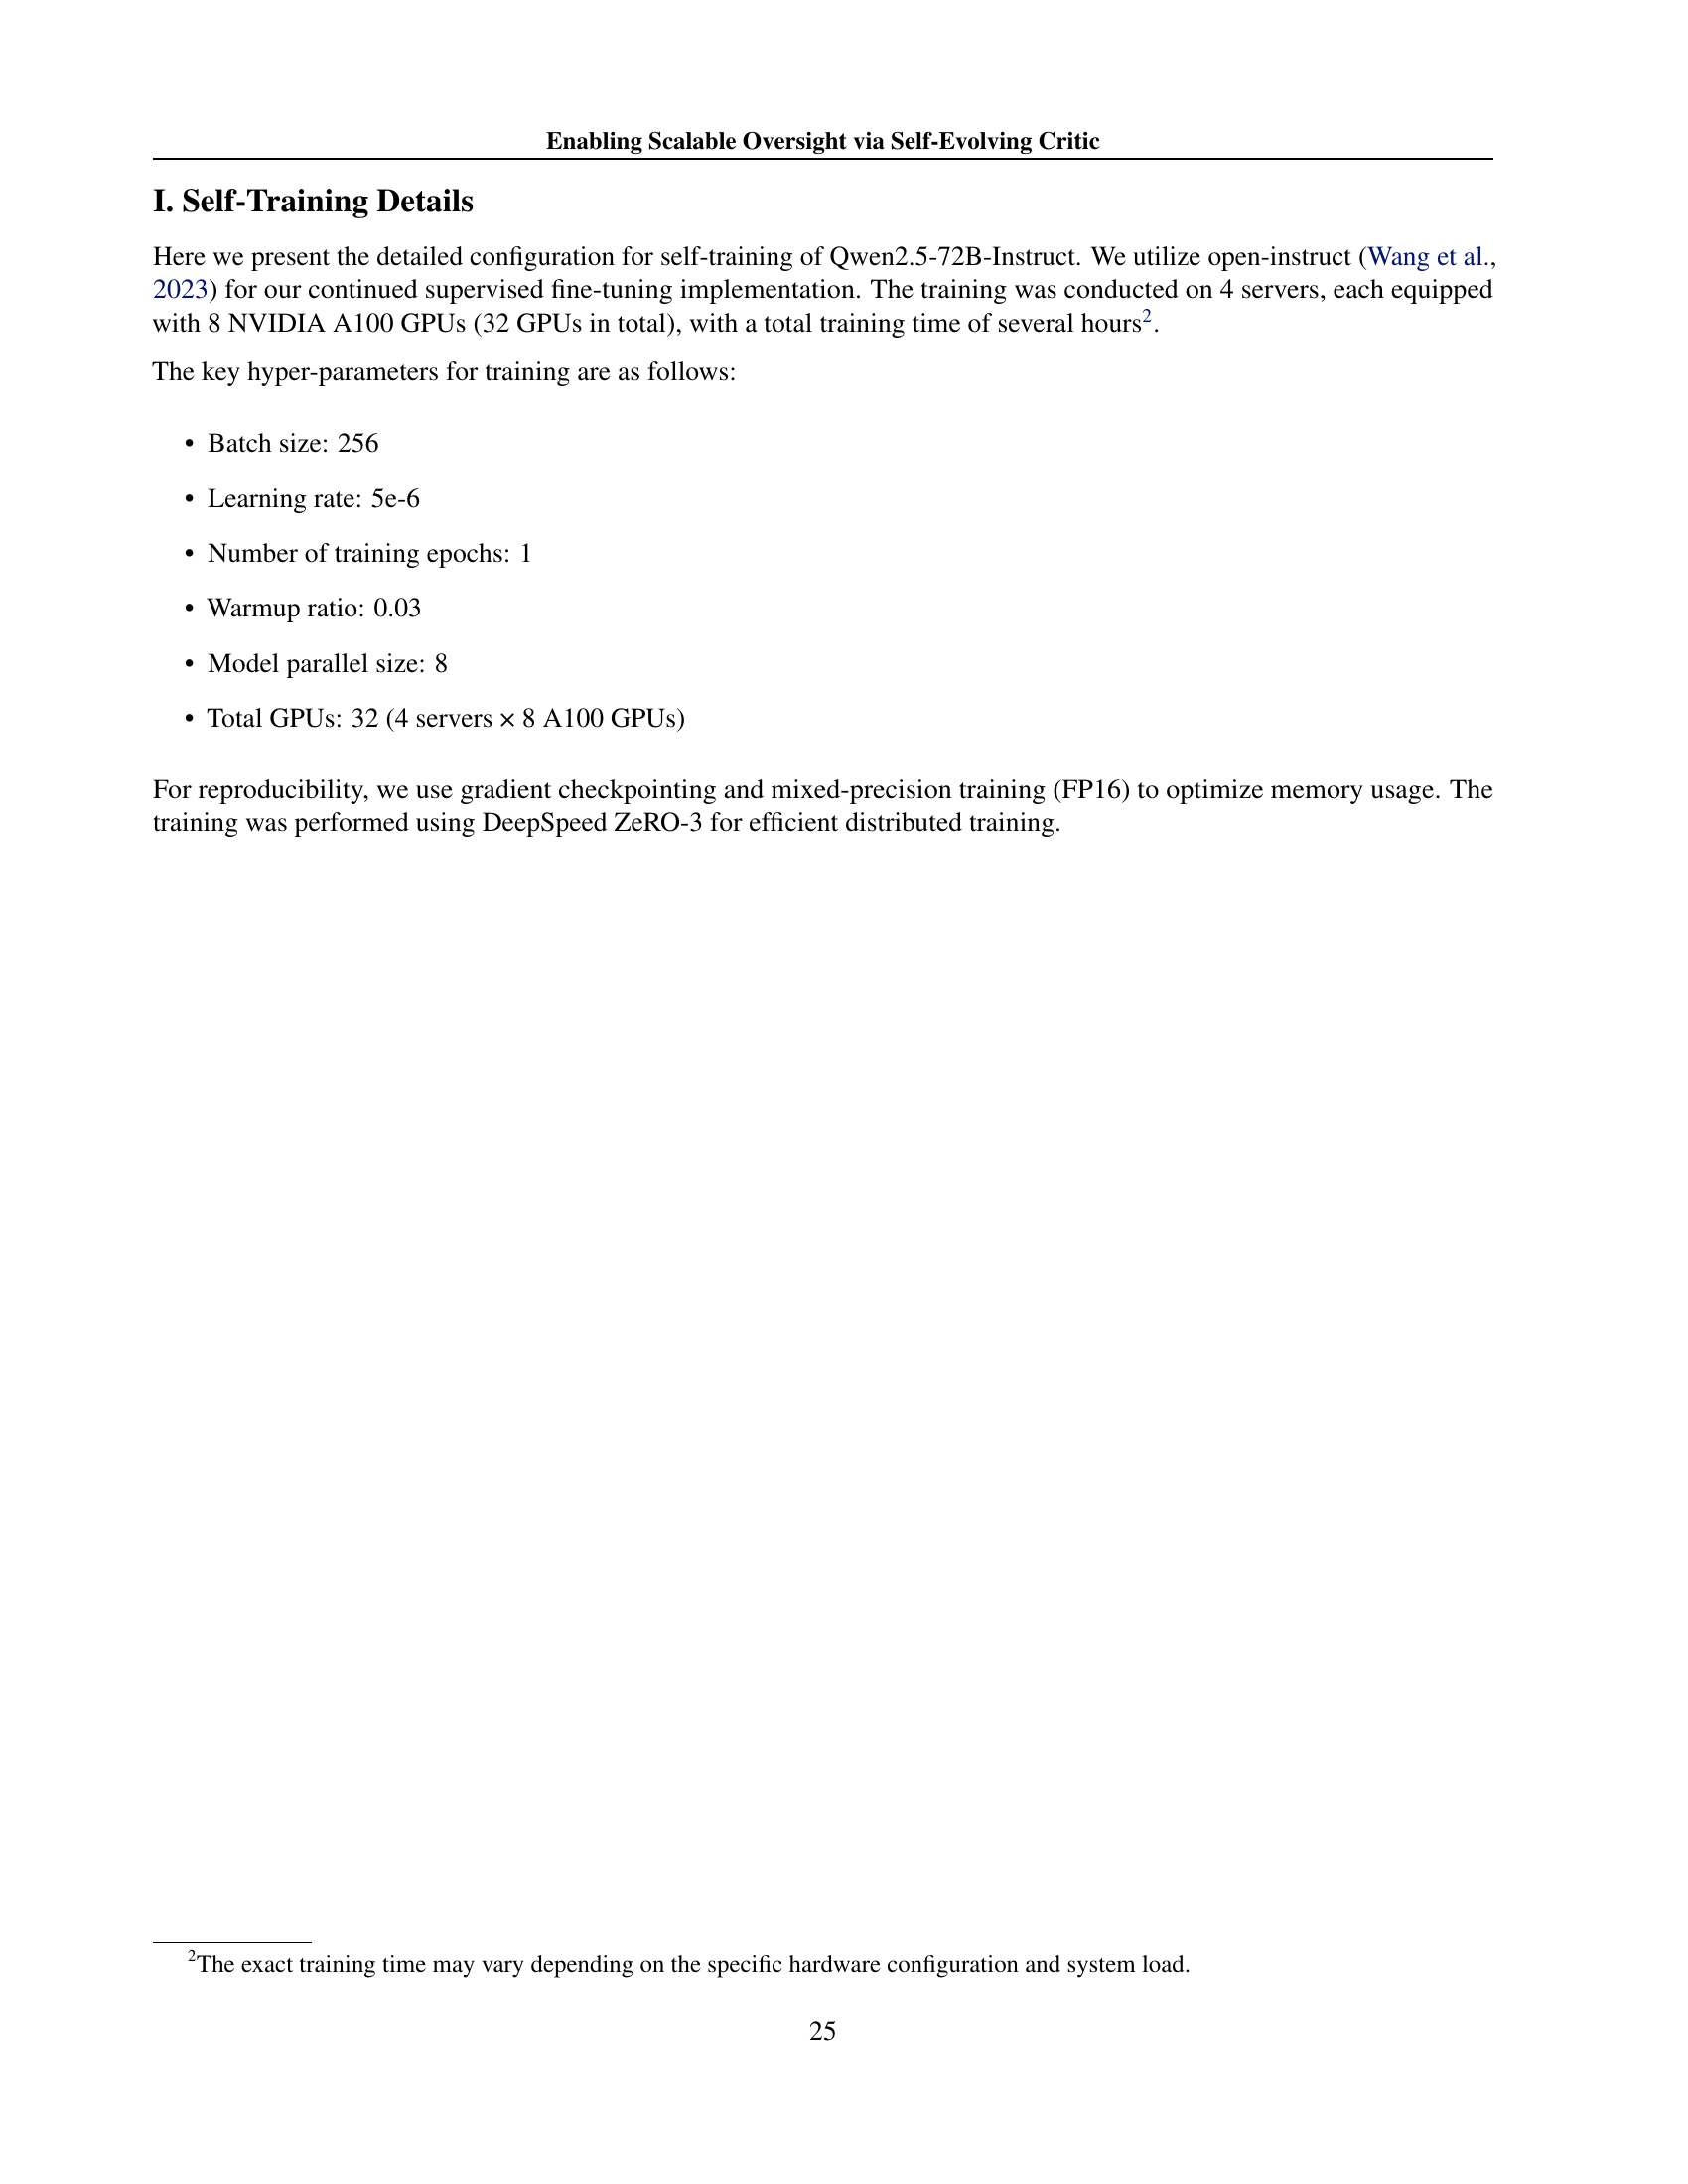 Enabling Scalable Oversight via Self-Evolving Critic
I. Self-Training Details
Here we present the detailed configuration for self-training of Qwen2.5-72B-Instruct. We utilize open-instruct (Wang et al.,
2023) for our continued supervised fine-tuning implementation. The training was conducted on 4 servers, each equipped
with 8 NVIDIA A100 GPUs (32 GPUs in total), with a total training time of several hours².
The key hyper-parameters for training are as follows:
• Batch size: 256
• Learning rate: 5e-6
• Number of training epochs: 1
• Warmup ratio: 0.03
• Model parallel size: 8
• Total GPUs: 32 (4 servers × 8 A100 GPUs)
For reproducibility, we use gradient checkpointing and mixed-precision training (FP16) to optimize memory usage. The
training was performed using DeepSpeed ZeRO-3 for efficient distributed training.
²The exact training time may vary depending on the specific hardware configuration and system load.
25